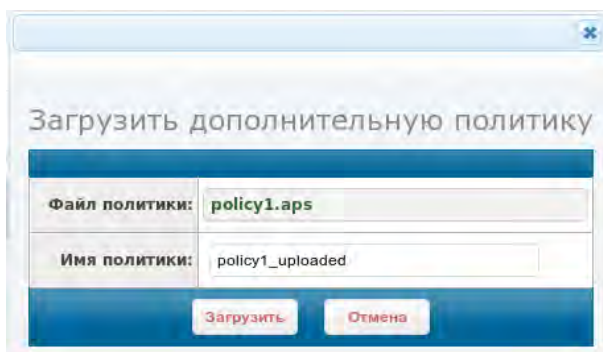 Загрузить дополнительную политику
Файл политики: policy1.aps
Имя политики: policy1_uploaded
Загрузить Отмена